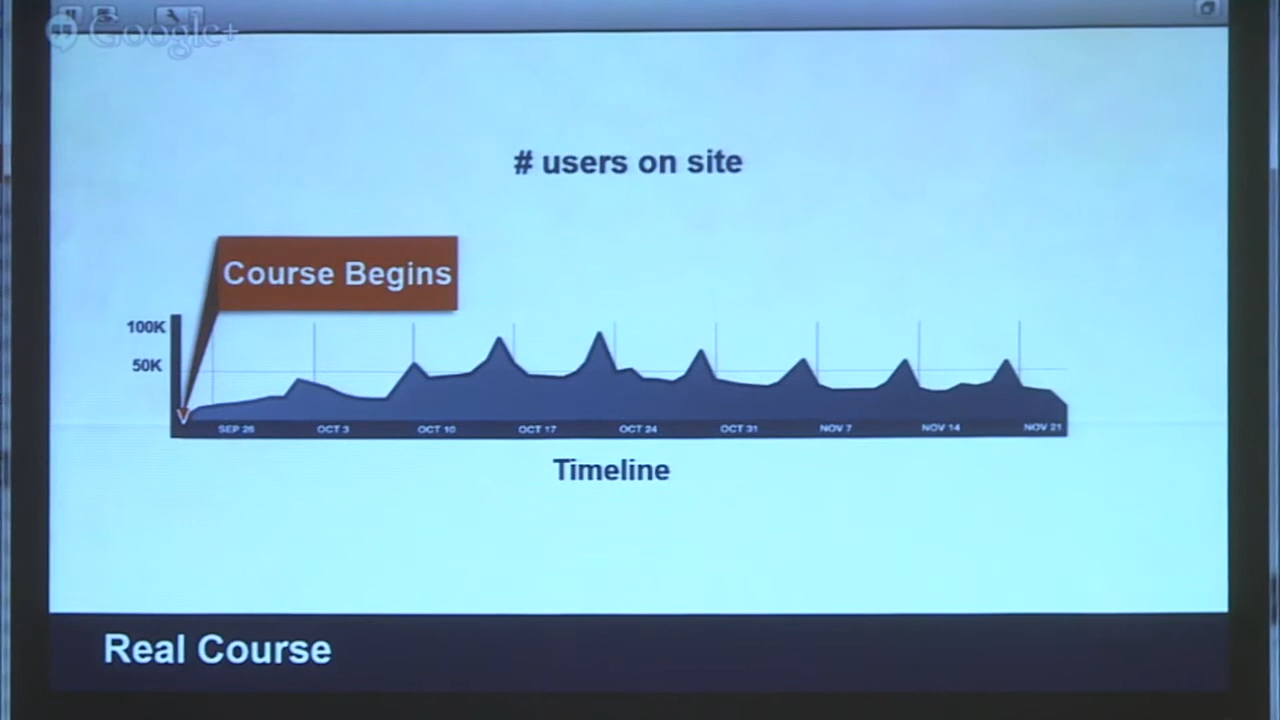 Google+
# users on site
Course Begins
100K
50K
SEP 26
OCT 3
OCT 10
OCT 17
OCT 24
OCT 31
NOV 7
NOV 14
NOV 21
Timeline
Real Course